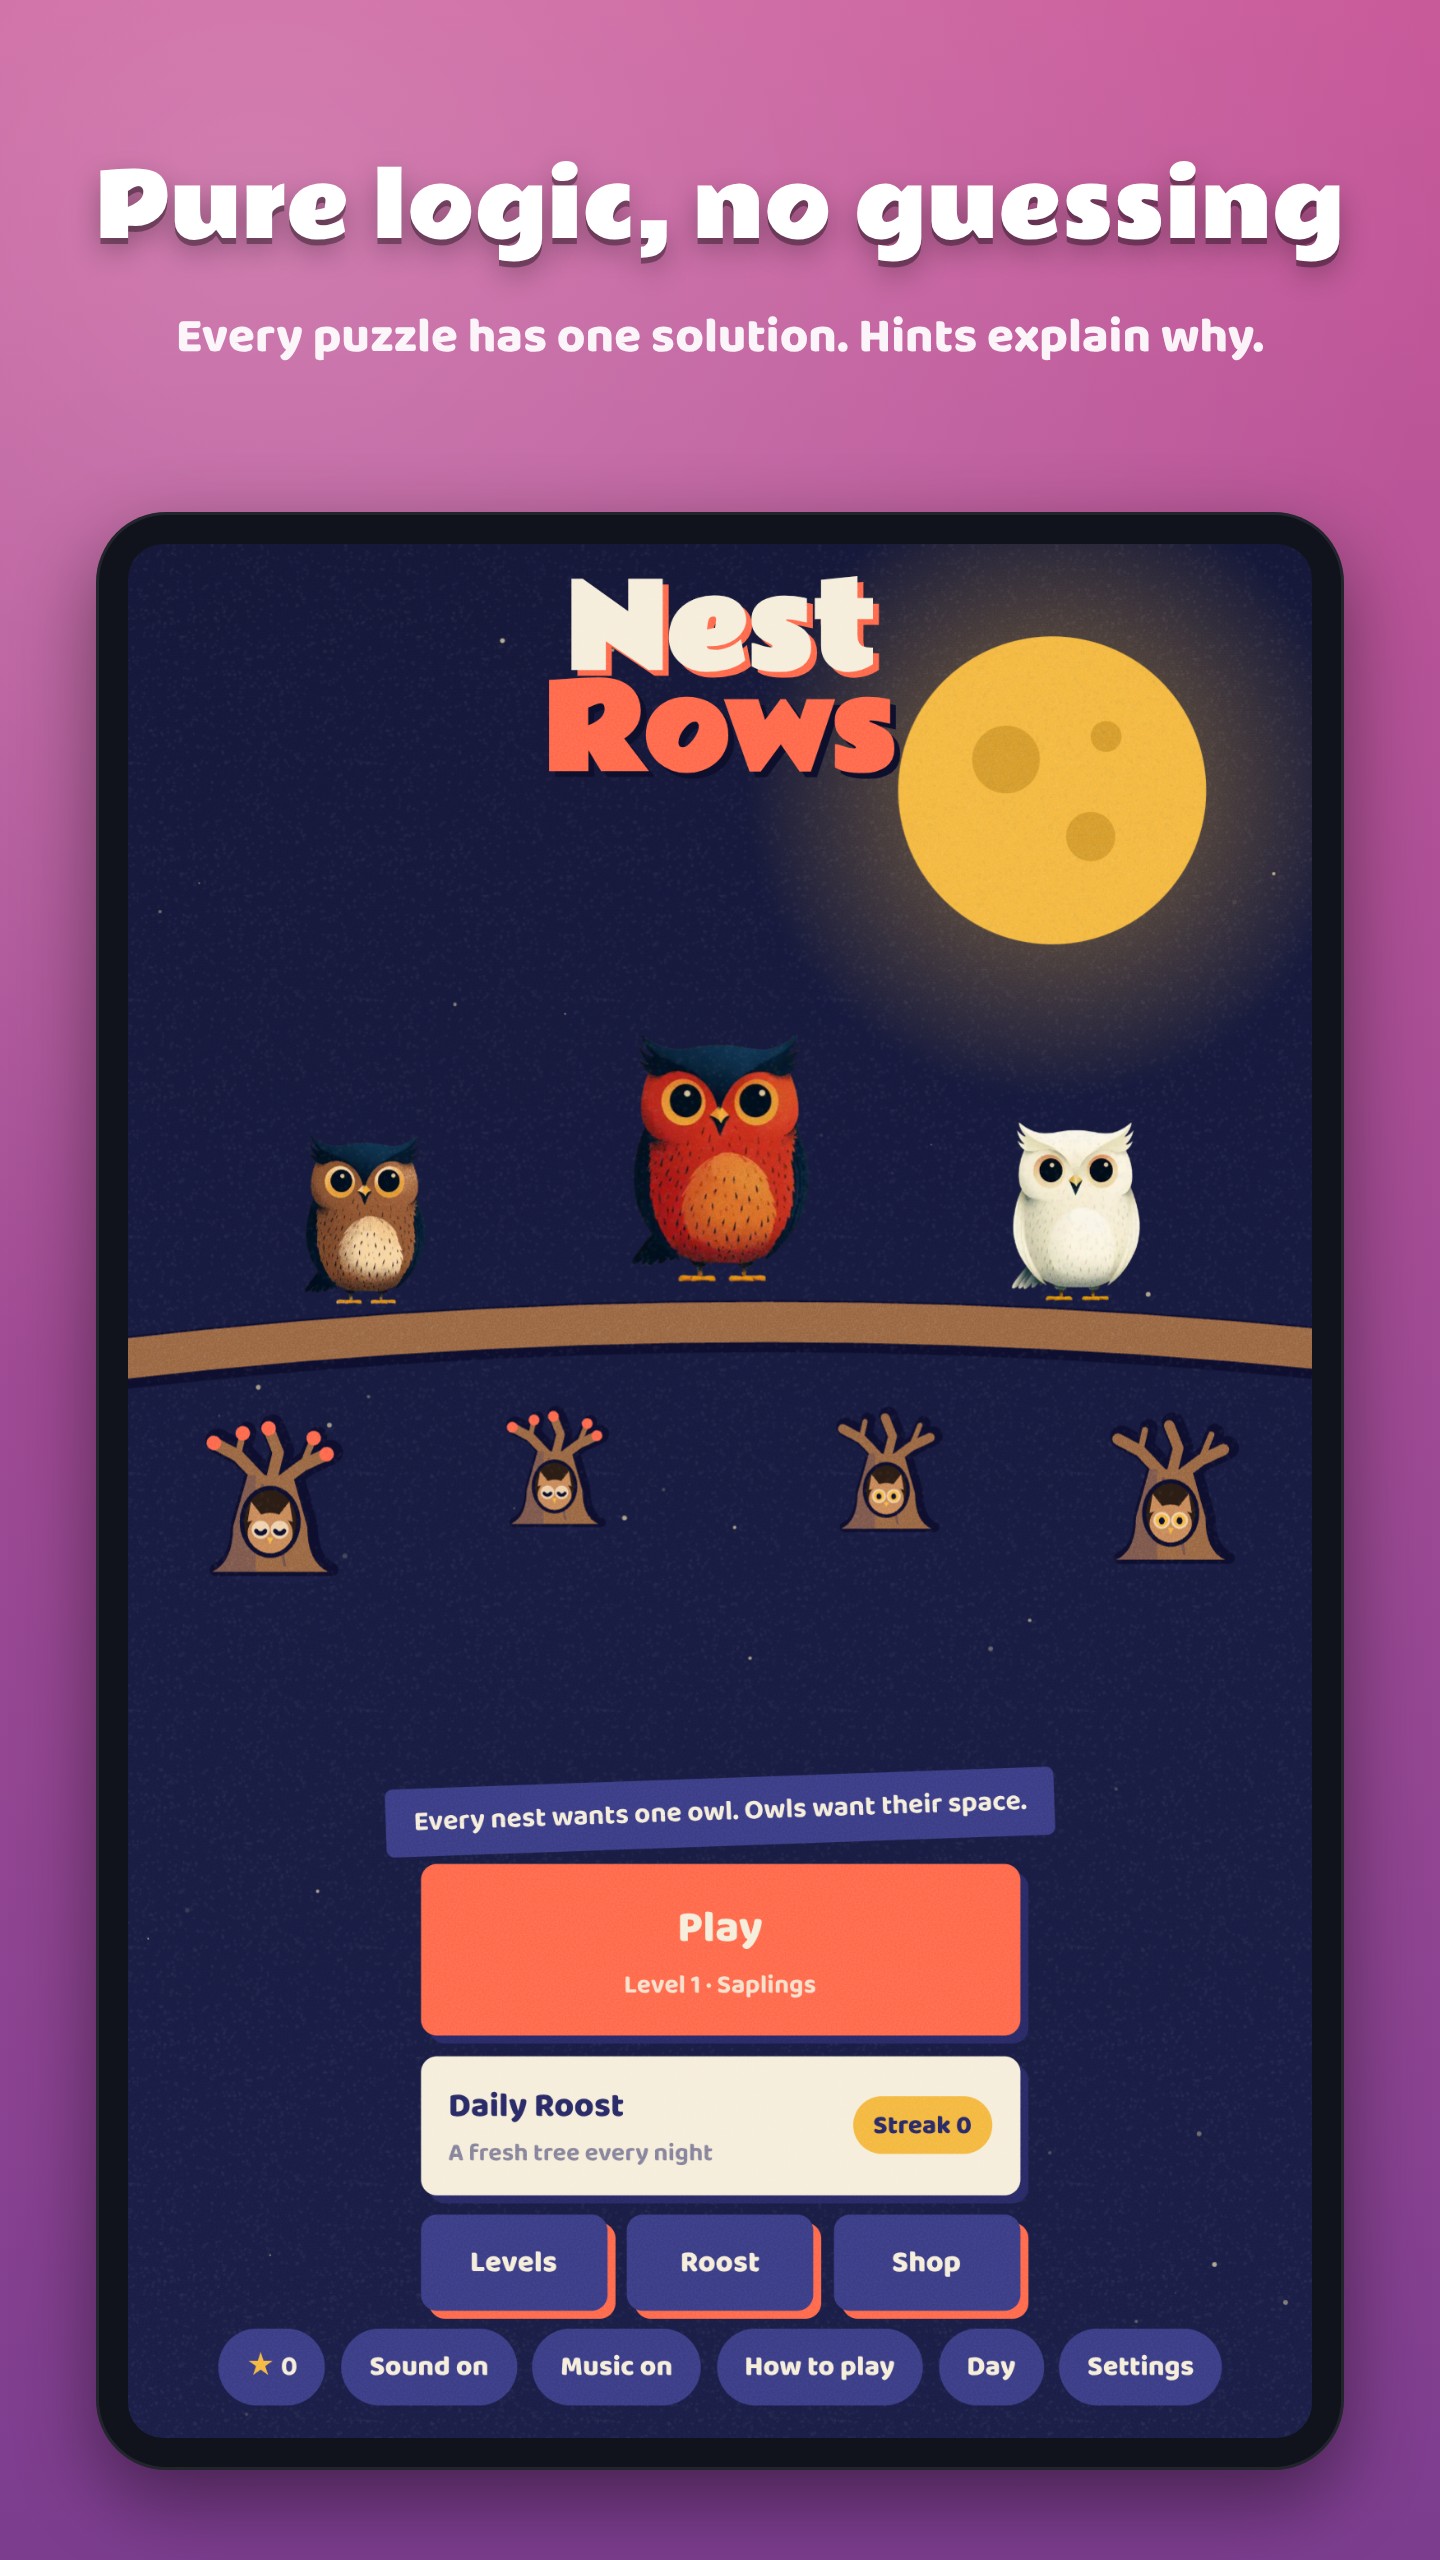 Pure logic, no guessing
Every puzzle has one solution. Hints explain why.
Nest
Rows
Every nest wants one owl. Owls want their space.
Play
Level 1 · Saplings
Daily Roost
A fresh tree every night
Streak 0
Levels
Roost
Shop
★ 0
Sound on
Music on
How to play
Day
Settings